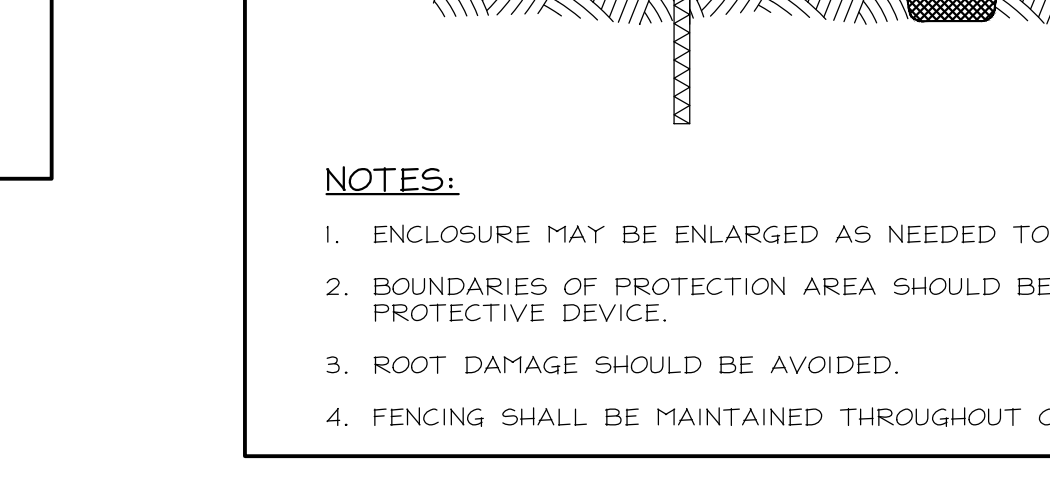 NOTES:
1. ENCLOSURE MAY BE ENLARGED AS NEEDED TO
2. BOUNDARIES OF PROTECTION AREA SHOULD BE
PROTECTIVE DEVICE.
3. ROOT DAMAGE SHOULD BE AVOIDED.
4. FENCING SHALL BE MAINTAINED THROUGHOUT